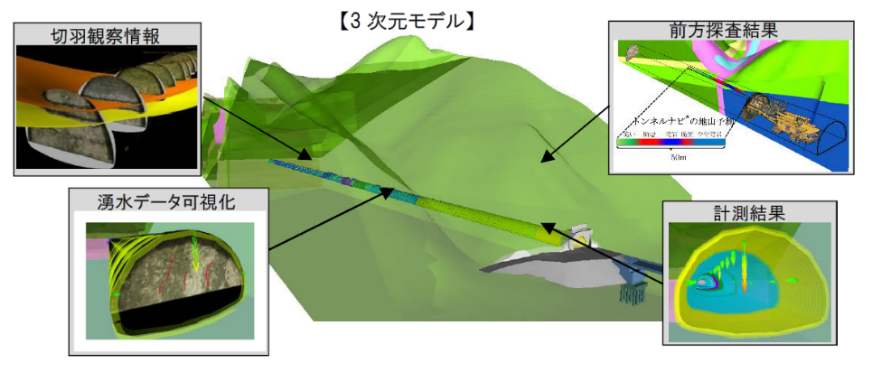 【3 次元モデル】
切羽観察情報
前方探査結果
トンネルナビ®の地山予測
50m
湧水データ可視化
計測結果